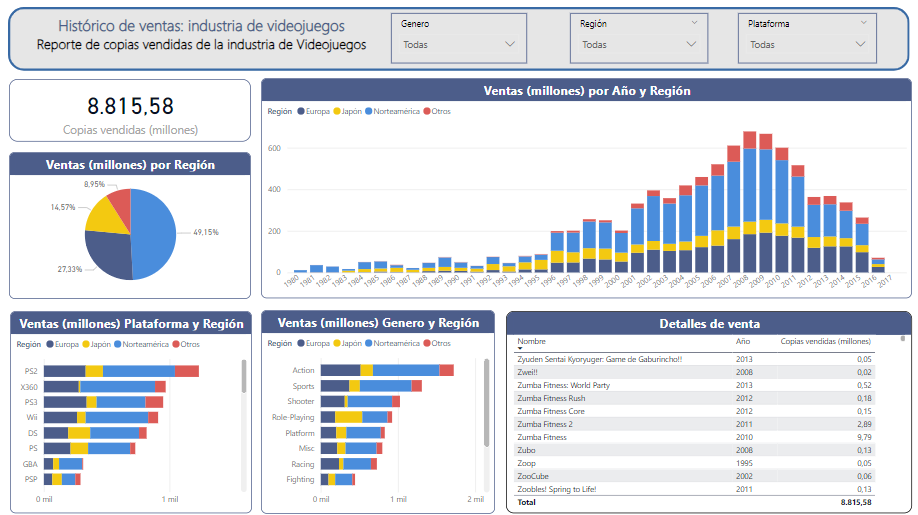 Histórico de ventas: industria de videojuegos
Reporte de copias vendidas de la industria de Videojuegos
Genero
Todas
Región
Todas
Plataforma
Todas
8.815,58
Copias vendidas (millones)
Ventas (millones) por Región
8,95%
14,57%
49,15%
27,33%
Ventas (millones) por Año y Región
Región Europa Japón Norteamérica Otros
600
400
200
0
1980 1981 1982 1983 1984 1985 1986 1987 1988 1989 1990 1991 1992 1993 1994 1995 1996 1997 1998 1999 2000 2001 2002 2003 2004 2005 2006 2007 2008 2009 2010 2011 2012 2013 2014 2015 2016 2017
Ventas (millones) Plataforma y Región
Región Europa Japón Norteamérica Otros
PS2
X360
PS3
Wii
DS
PS
GBA
PSP
0 mil 1 mil
Ventas (millones) Genero y Región
Región Europa Japón Norteamérica Otros
Action
Sports
Shooter
Role-Playing
Platform
Misc
Racing
Fighting
0 mil 1 mil 2 mil
Detalles de venta
Nombre Año Copias vendidas (millones)
Zyuden Sentai Kyoryuger: Game de Gaburincho!! 2013 0,05
Zwei!! 2008 0,02
Zumba Fitness: World Party 2013 0,52
Zumba Fitness Rush 2012 0,18
Zumba Fitness Core 2012 0,15
Zumba Fitness 2 2011 2,89
Zumba Fitness 2010 9,79
Zubo 2008 0,13
Zoop 1995 0,05
ZooCube 2002 0,06
Zoobles! Spring to Life! 2011 0,13
Total 8.815,58